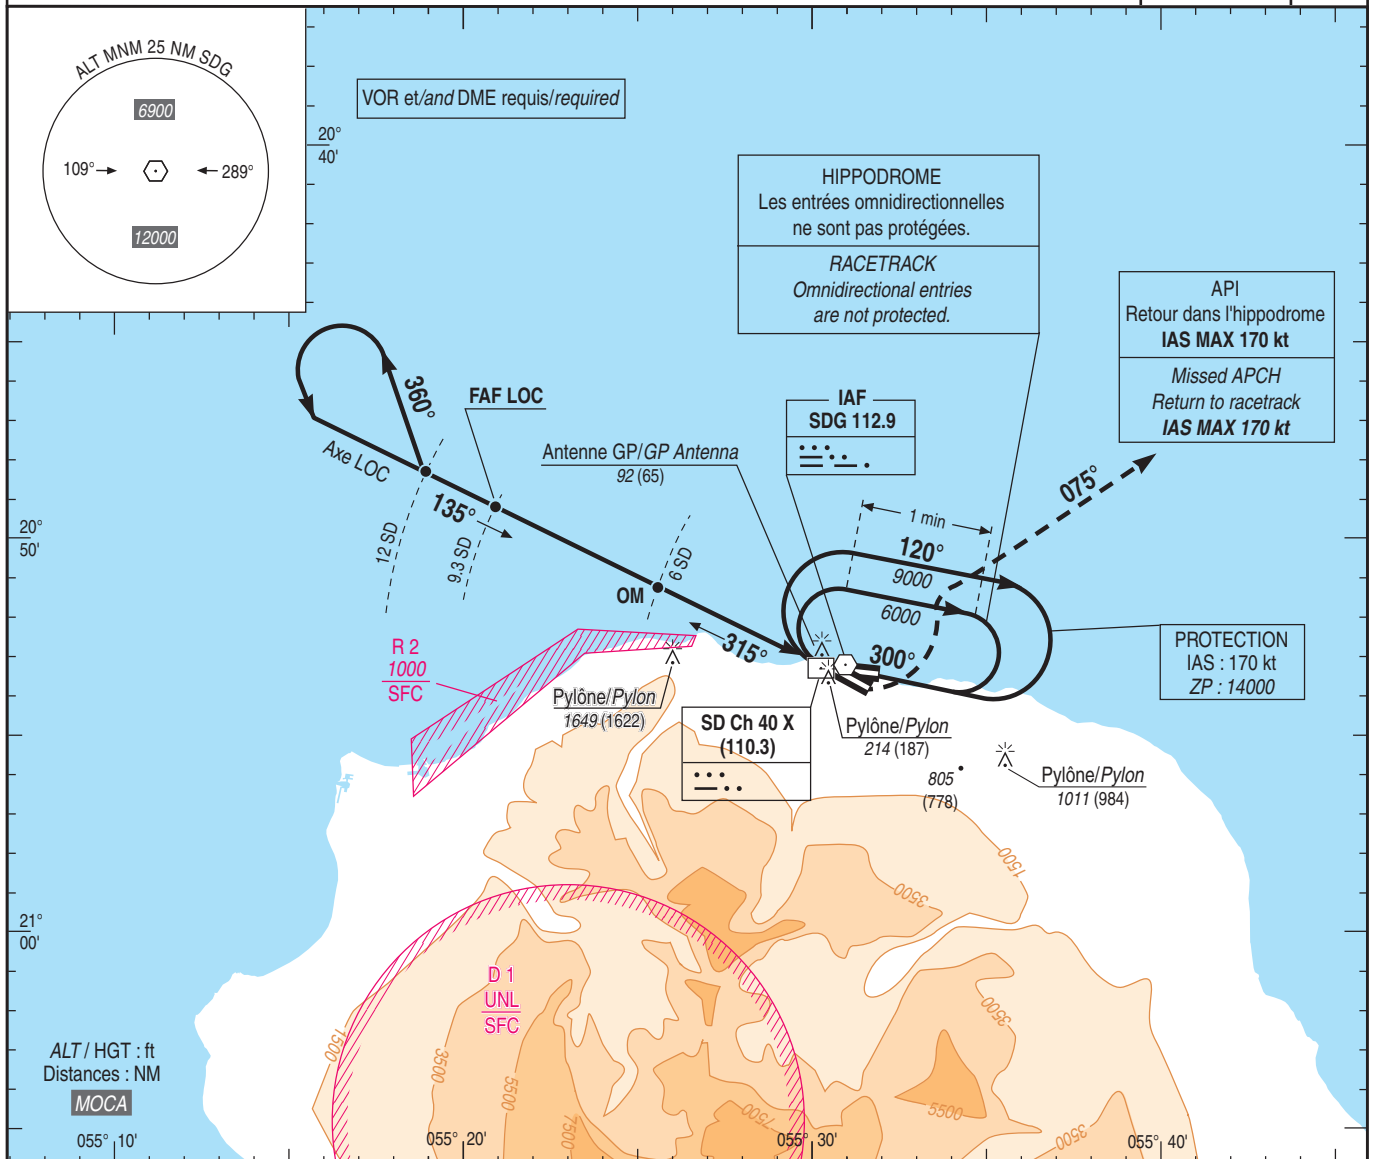 ALT MNM 25 NM SDG
6900
109°
289°
12000
VOR et/and DME requis/required
20°
40'
HIPPODROME
Les entrées omnidirectionnelles
ne sont pas protégées.
RACETRACK
Omnidirectional entries
are not protected.
API
Retour dans l'hippodrome
IAS MAX 170 kt
Missed APCH
Return to racetrack
IAS MAX 170 kt
360°
FAF LOC
IAF
SDG 112.9
Antenne GP/GP Antenna
92 (65)
Axe LOC
135°
075°
1 min
20°
50'
12 SD
9.3 SD
6 SD
120°
9000
6000
OM
315°
300°
R 2
1000
SFC
PROTECTION
IAS : 170 kt
ZP : 14000
Pylône/Pylon
1649 (1622)
SD Ch 40 X
(110.3)
Pylône/Pylon
214 (187)
805
(778)
Pylône/Pylon
1011 (984)
1500
3500
21°
00'
D 1
UNL
SFC
3500
1500
3500
5500
7500
7500
5500
3500
ALT / HGT : ft
Distances : NM
MOCA
055° 10'
055° 20'
055° 30'
055° 40'